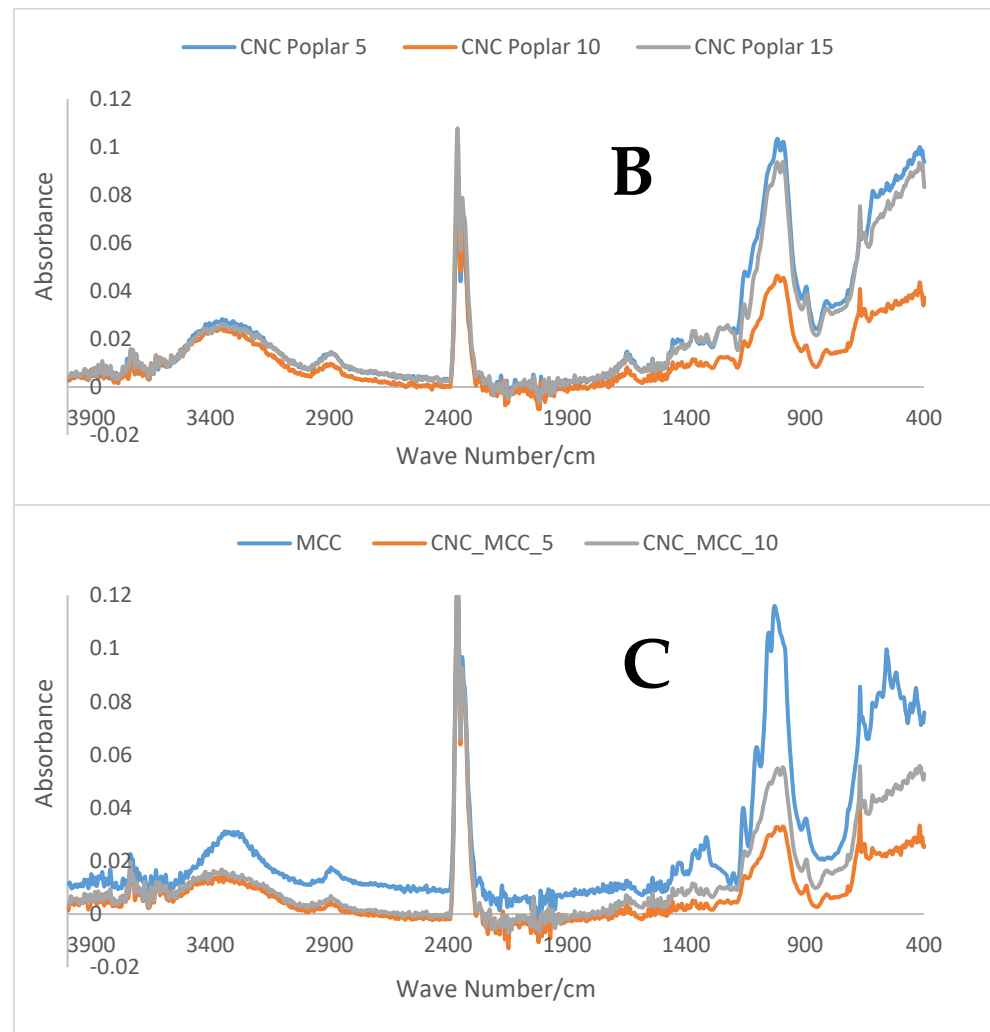 CNC Poplar 5 CNC Poplar 10 CNC Poplar 15
0.12
0.1
0.08
0.06
0.04
0.02
0
-0.02
Absorbance
B
3900 3400 2900 2400 1900 1400 900 400
Wave Number/cm
MCC CNC_MCC_5 CNC_MCC_10
0.12
0.1
0.08
0.06
0.04
0.02
0
-0.02
Absorbance
C
3900 3400 2900 2400 1900 1400 900 400
Wave Number/cm